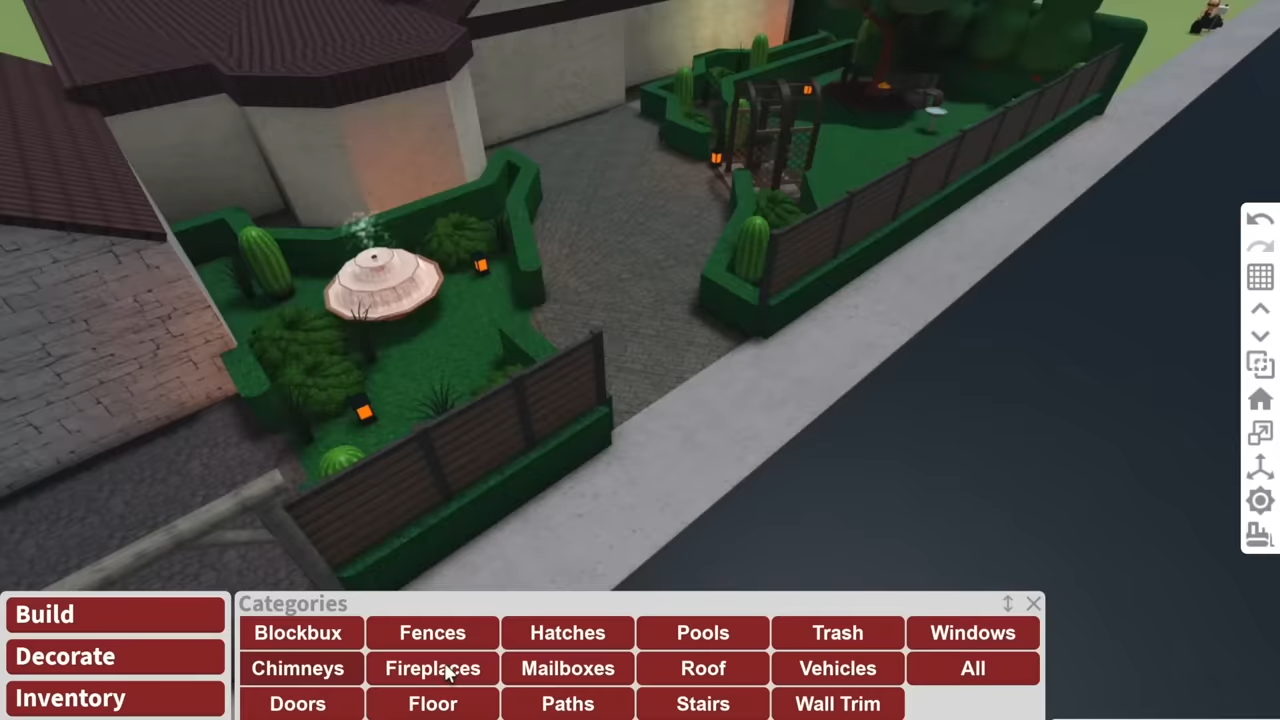 Build
Decorate
Inventory
Categories
Blockbux Fences Hatches Pools Trash Windows
Chimneys Fireplaces Mailboxes Roof Vehicles All
Doors Floor Paths Stairs Wall Trim